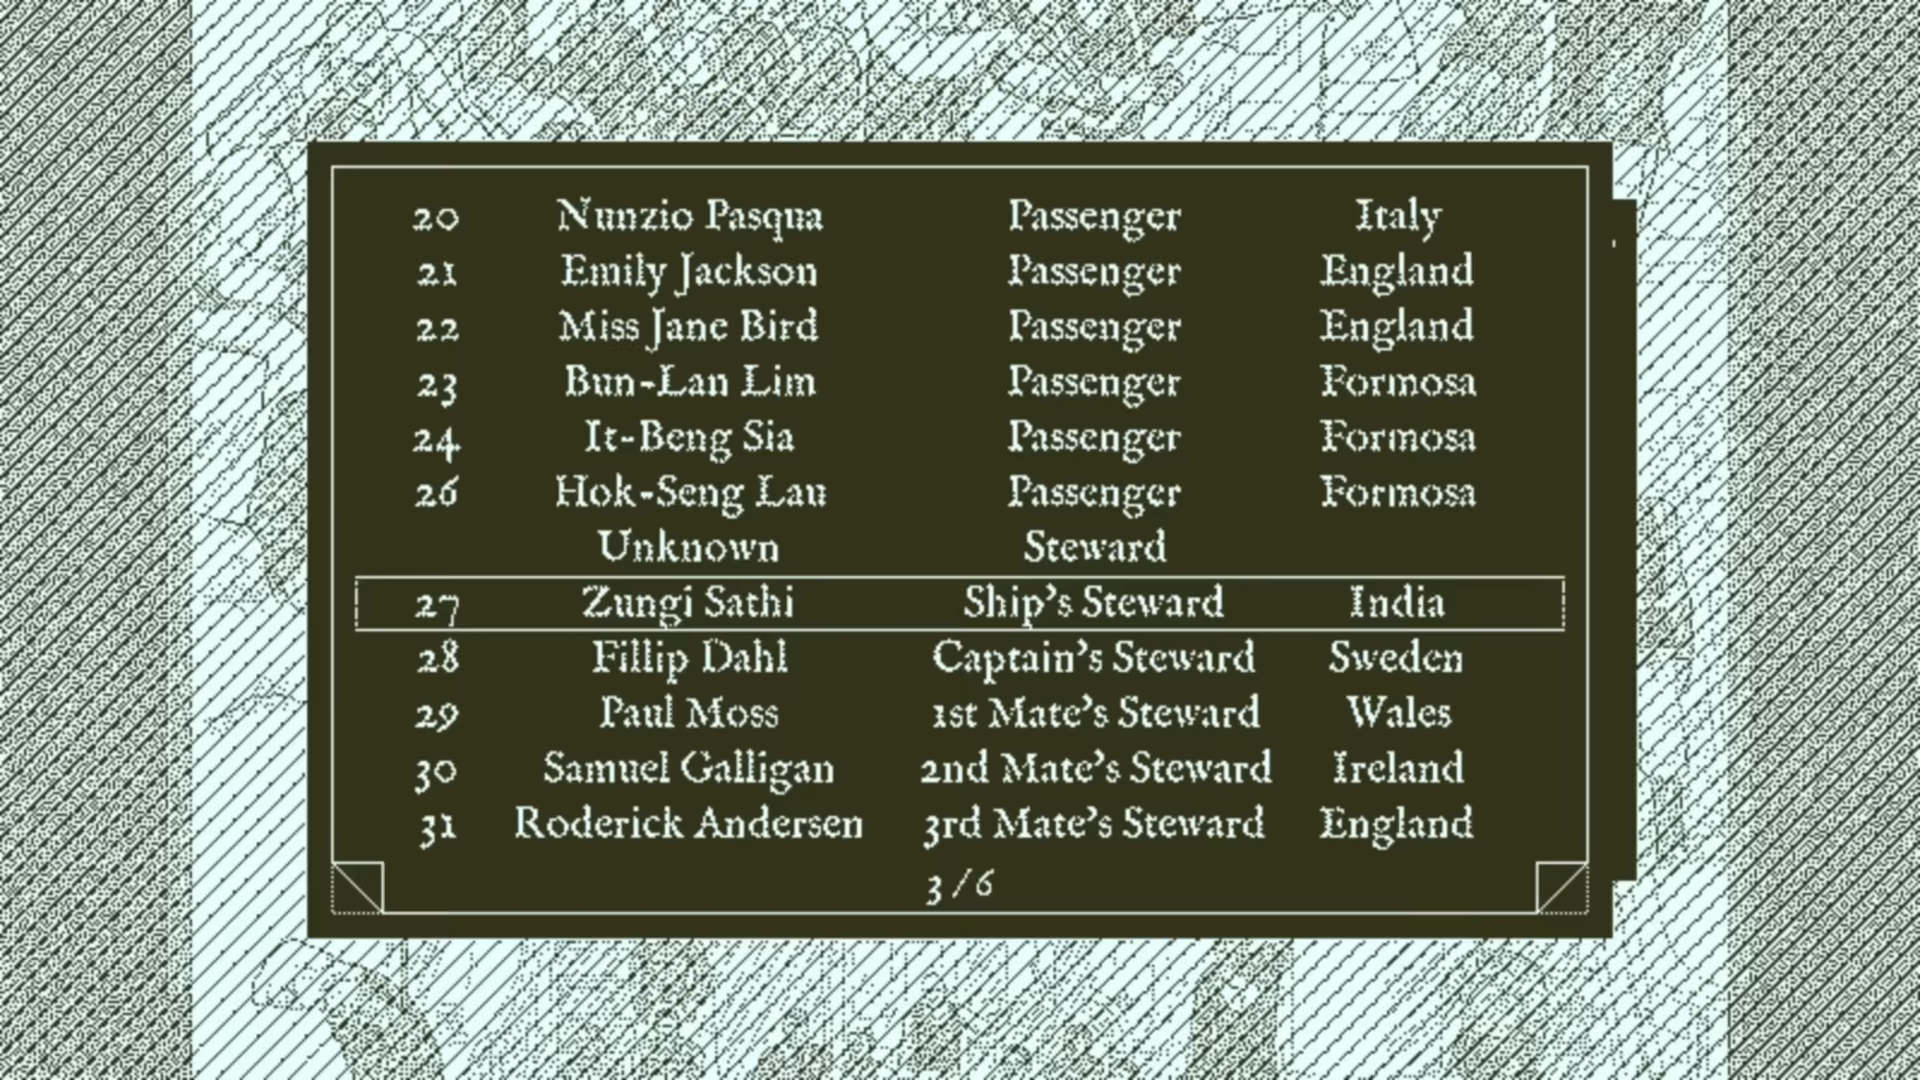 20 Nunzio Pasqua Passenger Italy
21 Emily Jackson Passenger England
22 Miss Jane Bird Passenger England
23 Bun-Lan Lim Passenger Formosa
24 It-Beng Sia Passenger Formosa
26 Hok-Seng Lau Passenger Formosa
Unknown Steward
27 Zungi Sathi Ship's Steward India
28 Fillip Dahl Captain's Steward Sweden
29 Paul Moss 1st Mate's Steward Wales
30 Samuel Galligan 2nd Mate's Steward Ireland
31 Roderick Andersen 3rd Mate's Steward England
3/6